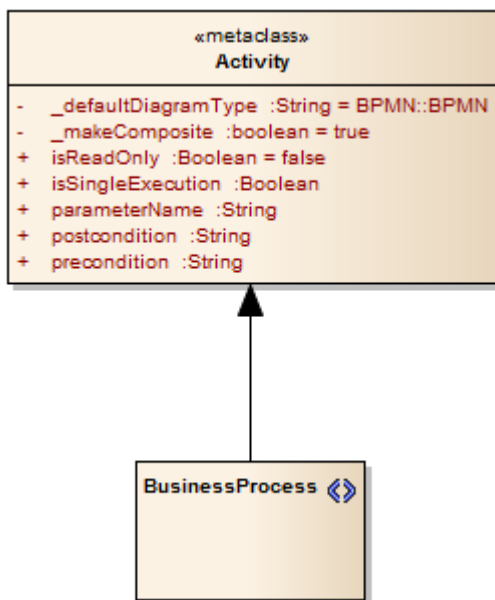 «metaclass»
Activity
- _defaultDiagramType :String = BPMN::BPMN
- _makeComposite :boolean = true
+ isReadOnly :Boolean = false
+ isSingleExecution :Boolean
+ parameterName :String
+ postcondition :String
+ precondition :String
BusinessProcess